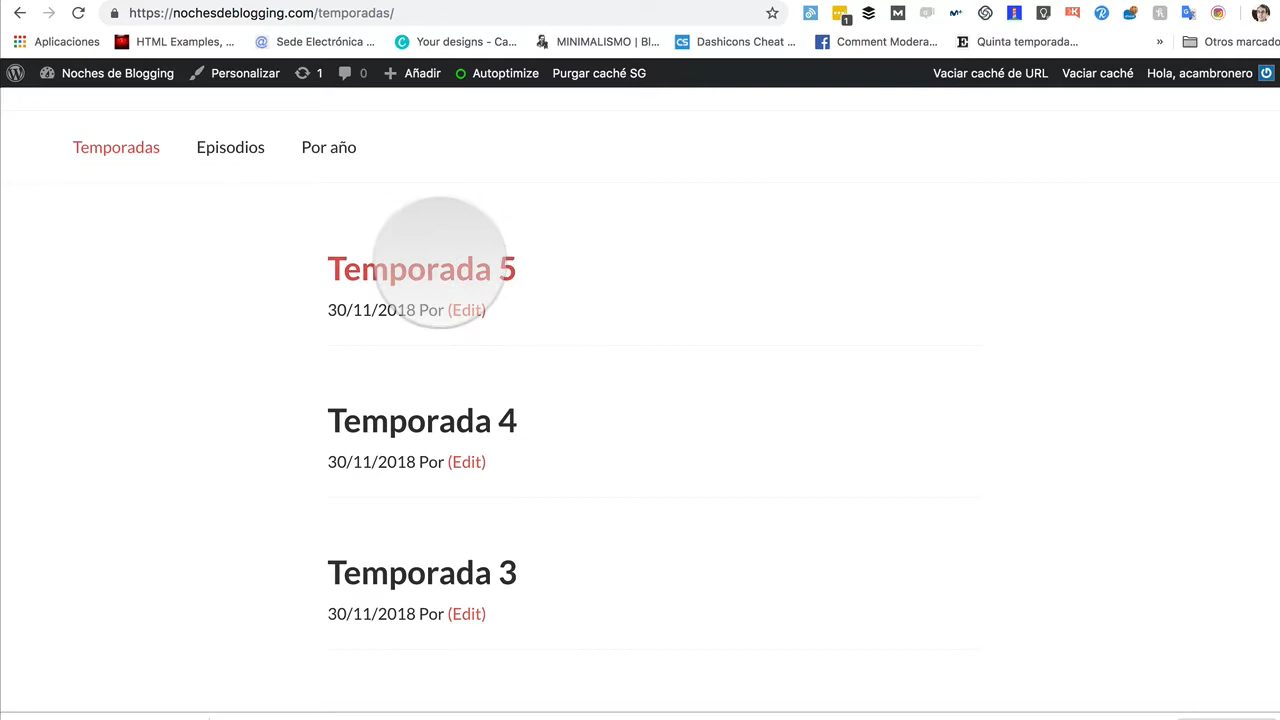 https://nochesdeblogging.com/temporadas/
1
Aplicaciones HTML Examples, ... Sede Electrónica ... Your designs - Ca... MINIMALISMO | Bl... CS Dashicons Cheat ... Comment Modera... E Quinta temporada... » Otros marcado
Noches de Blogging Personalizar 1 0 Añadir Autoptimize Purgar caché SG Vaciar caché de URL Vaciar caché Hola, acambronero
Temporadas Episodios Por año
Temporada 5
30/11/2018 Por (Edit)
Temporada 4
30/11/2018 Por (Edit)
Temporada 3
30/11/2018 Por (Edit)